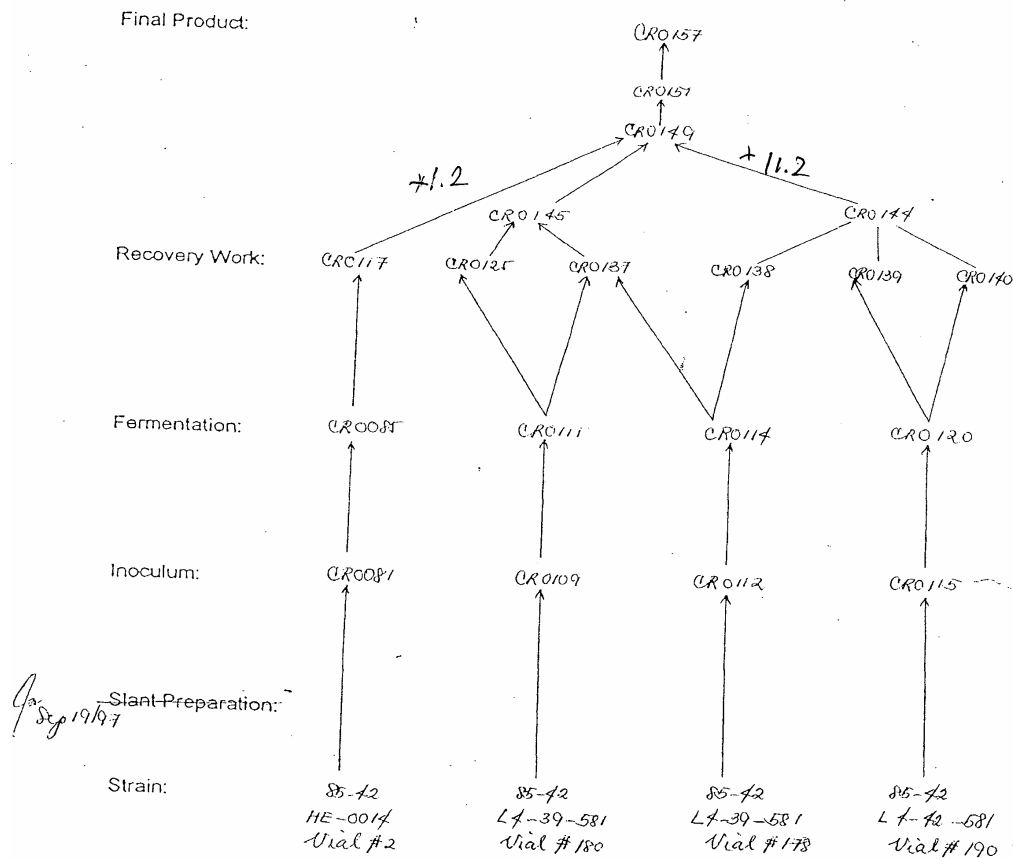 Final Product:
CRO157
CRO151
CRO149
+1.2
+ 11.2
CRO145
CRO144
Recovery Work:
CRO117
CRO125
CRO137
CRO138
CRO139
CRO140
Fermentation:
CRO085
CRO111
CRO114
CRO120
Inoculum:
CRO081
CRO109
CRO112
CRO115
Slant Preparation:
Sep 19/97
Strain:
85-42
85-42
85-42
85-42
HE-0014
L4-39-581
L4-39-581
L4-42-581
Vial #2
Vial #180
Vial #178
Vial #190